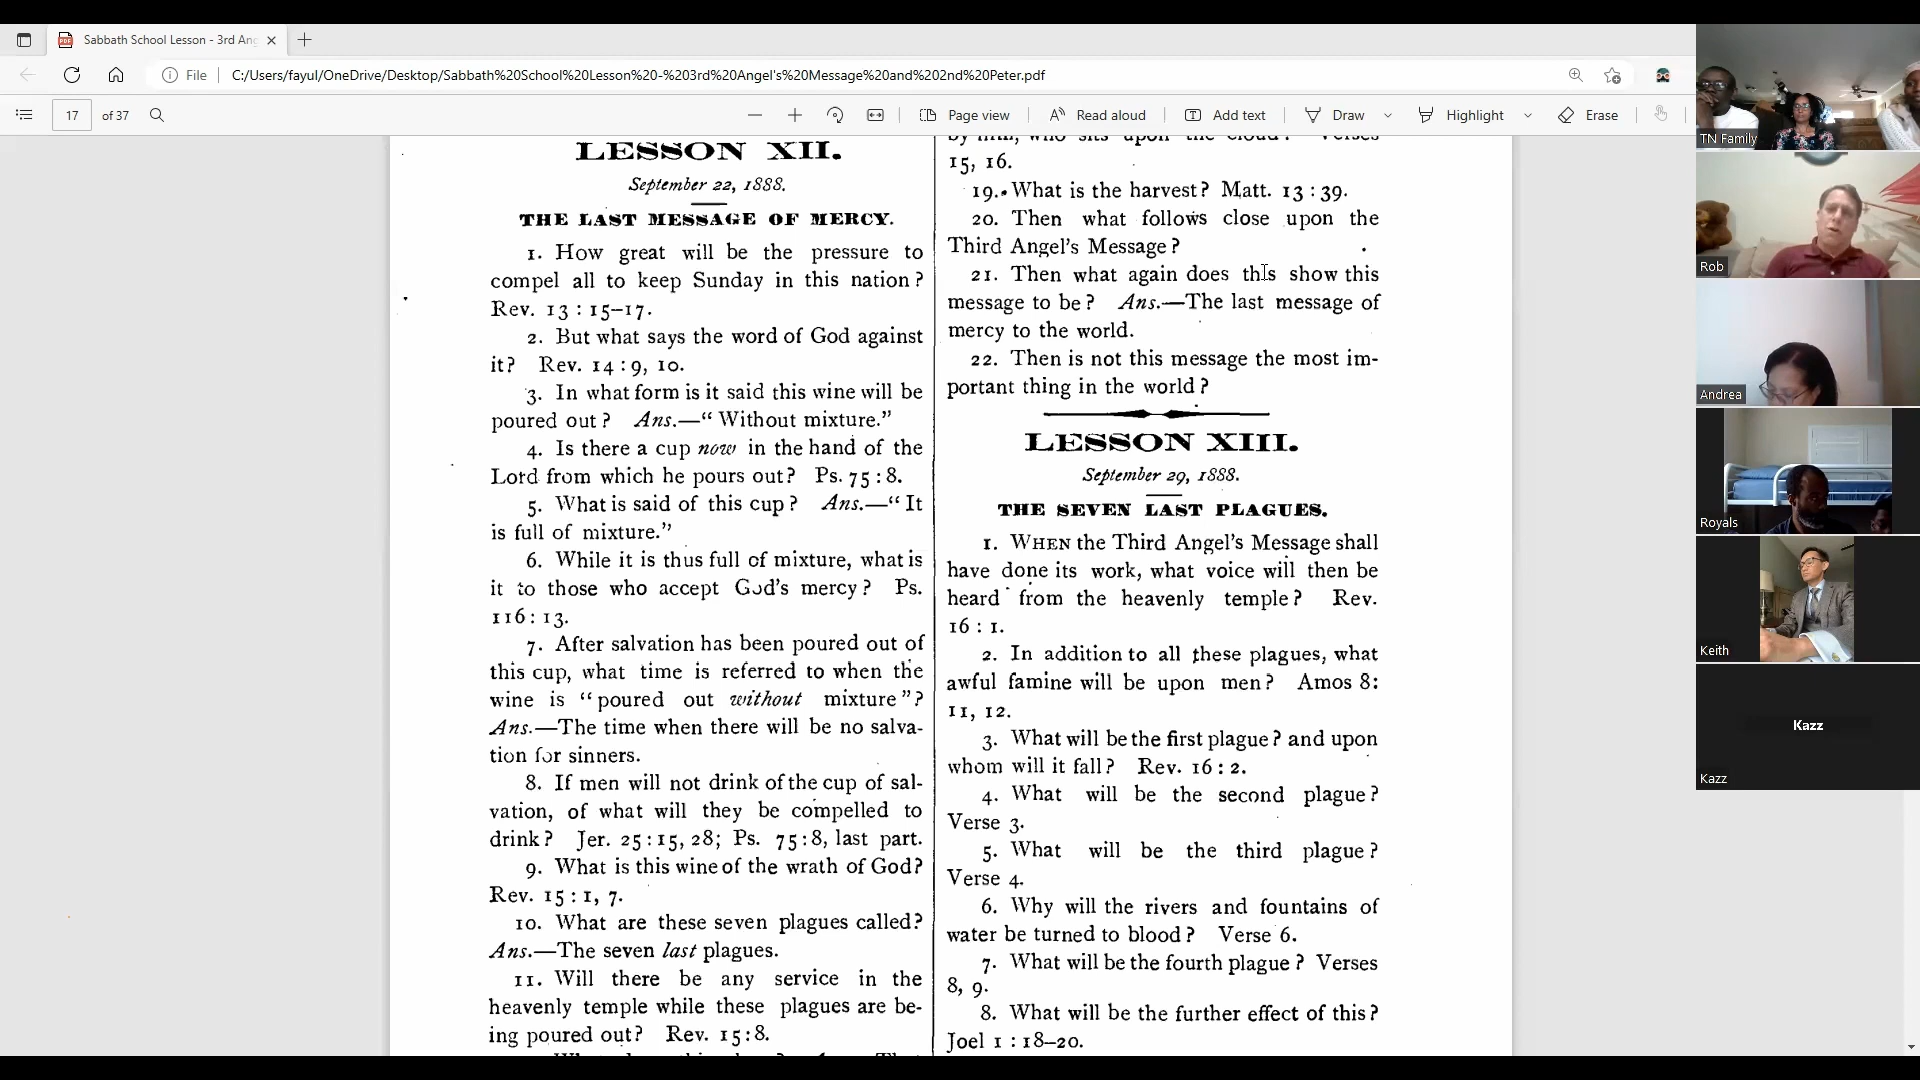 Sabbath School Lesson - 3rd Ang
File
C:/Users/fayul/OneDrive/Desktop/Sabbath%20School%20Lesson%20-%203rd%20Angel's%20Message%20and%202nd%20Peter.pdf
17 of 37
Page view
Read aloud
Add text
Draw
Highlight
Erase
LESSON XII.
September 22, 1888.
THE LAST MESSAGE OF MERCY.
1. How great will be the pressure to
compel all to keep Sunday in this nation?
Rev. 13:15–17.
2. But what says the word of God against
it? Rev. 14:9, 10.
3. In what form is it said this wine will be
poured out? Ans.—“Without mixture.”
4. Is there a cup now in the hand of the
Lord from which he pours out? Ps. 75:8.
5. What is said of this cup? Ans.—“It
is full of mixture.”
6. While it is thus full of mixture, what is
it to those who accept God's mercy? Ps.
116:13.
7. After salvation has been poured out of
this cup, what time is referred to when the
wine is “poured out without mixture”?
Ans.—The time when there will be no salva-
tion for sinners.
8. If men will not drink of the cup of sal-
vation, of what will they be compelled to
drink? Jer. 25:15, 28; Ps. 75:8, last part.
9. What is this wine of the wrath of God?
Rev. 15:1, 7.
10. What are these seven plagues called?
Ans.—The seven last plagues.
11. Will there be any service in the
heavenly temple while these plagues are be-
ing poured out? Rev. 15:8.
by him, who sits upon the cloud? Verses
15, 16.
19. What is the harvest? Matt. 13:39.
20. Then what follows close upon the
Third Angel's Message?
21. Then what again does this show this
message to be? Ans.—The last message of
mercy to the world.
22. Then is not this message the most im-
portant thing in the world?
LESSON XIII.
September 29, 1888.
THE SEVEN LAST PLAGUES.
1. WHEN the Third Angel's Message shall
have done its work, what voice will then be
heard from the heavenly temple? Rev.
16:1.
2. In addition to all these plagues, what
awful famine will be upon men? Amos 8:
11, 12.
3. What will be the first plague? and upon
whom will it fall? Rev. 16:2.
4. What will be the second plague?
Verse 3.
5. What will be the third plague?
Verse 4.
6. Why will the rivers and fountains of
water be turned to blood? Verse 6.
7. What will be the fourth plague? Verses
8, 9.
8. What will be the further effect of this?
Joel 1:18–20.
TN Family
Rob
Andrea
Royals
Keith
Kazz
Kazz